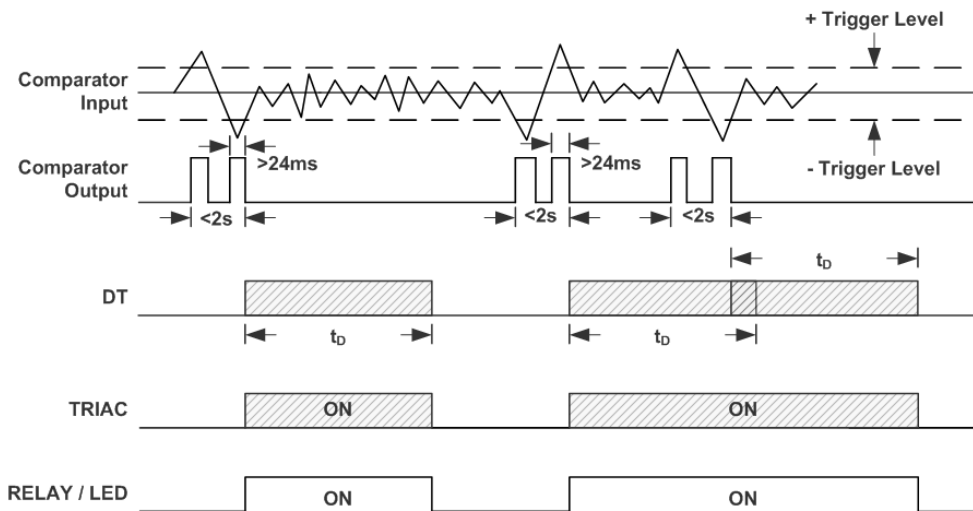 + Trigger Level
Comparator
Input
>24ms
>24ms
Comparator
Output
- Trigger Level
<2s
<2s
<2s
tD
DT
tD
tD
TRIAC
ON
ON
RELAY / LED
ON
ON